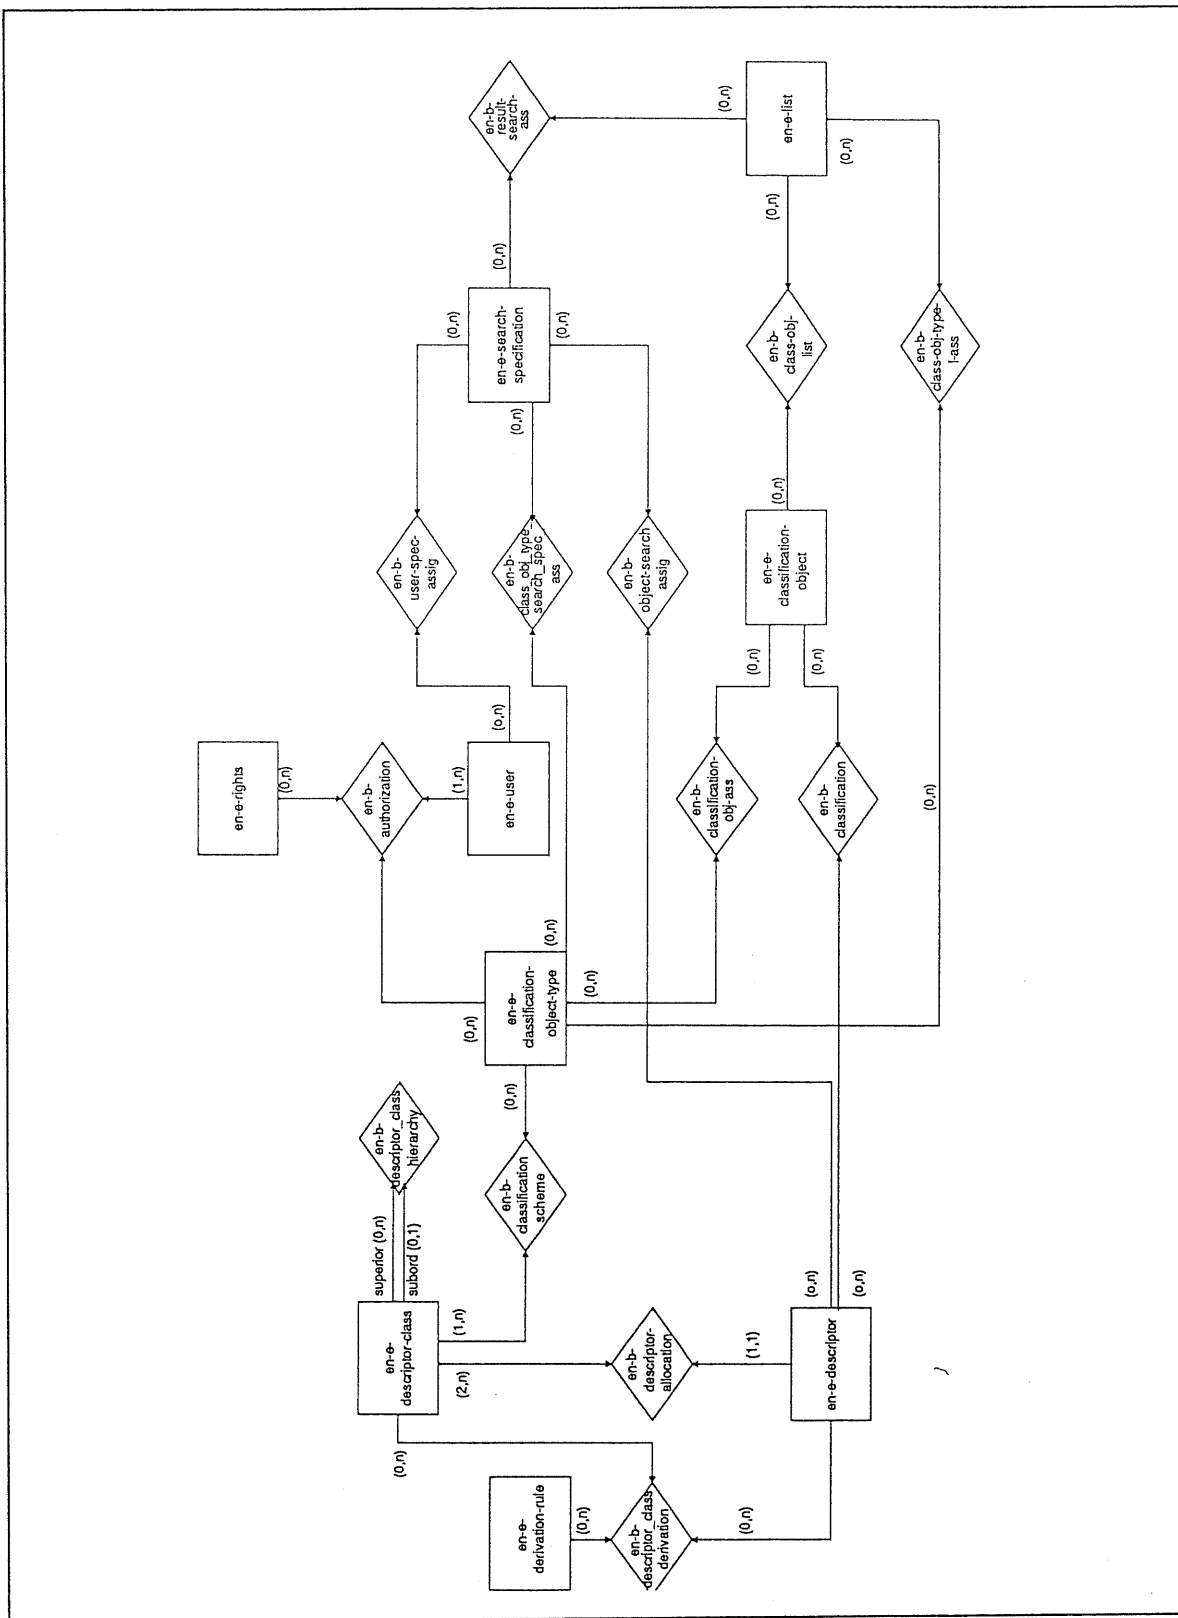 en-e-rights
(0,n)
en-b-
authorization
(1,n)
en-e-user
(o,n)
en-b-
user-spec-
assig
(0,n)
en-e-search-
specification
(0,n)
en-b-
result-
search-
ass
(0,n)
en-e-list
(0,n)
(0,n)
(0,n)
en-b-
class_obj_type_
search_spec_
ass
(0,n)
en-b-
object-search
assig
en-b-
class-obj-
list
en-b-
class-obj-type-
l-ass
(0,n)
en-e-
classification-
object
(0,n)
(0,n)
en-b-
classification-
obj-ass
en-b-
classification
(0,n)
(0,n)
en-e-
classification-
object-type
(0,n)
(0,n)
(0,n)
en-b-
descriptor_class
hierarchy
superior (0,n)
subord (0,1)
en-b-
classification
scheme
en-e-
descriptor-class
(1,n)
(2,n)
(0,n)
en-b-
descriptor-
allocation
(1,1)
en-e-descriptor
(o,n)
(o,n)
(0,n)
en-e-
derivation-rule
(0,n)
en-b-
descriptor_class
derivation